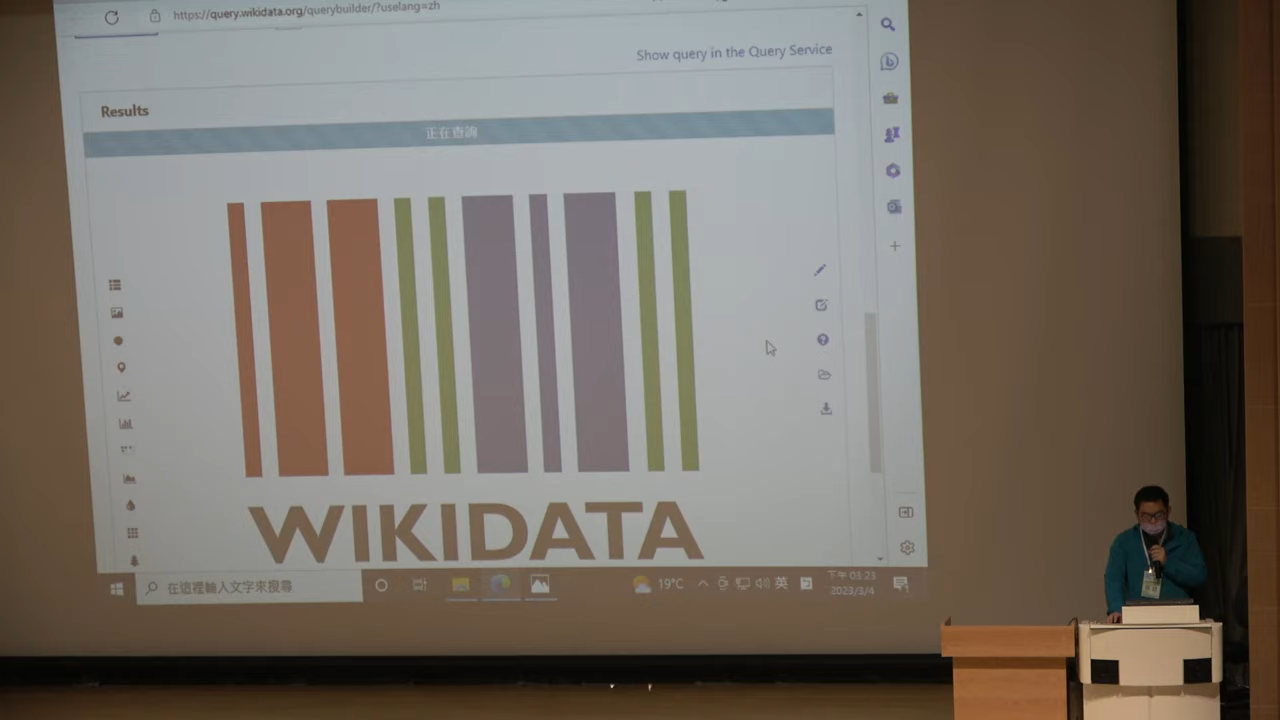 https://query.wikidata.org/querybuilder/?uselang=zh
Show query in the Query Service
Results
正在查詢
WIKIDATA
在這裡輸入文字來搜尋
19°C
英
下午 03:23
2023/3/4